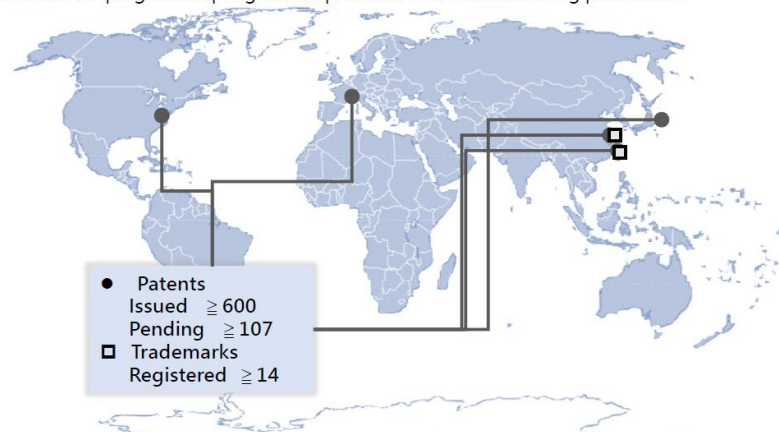 Patents
Issued ≧600
Pending ≧107
Trademarks
Registered ≧14